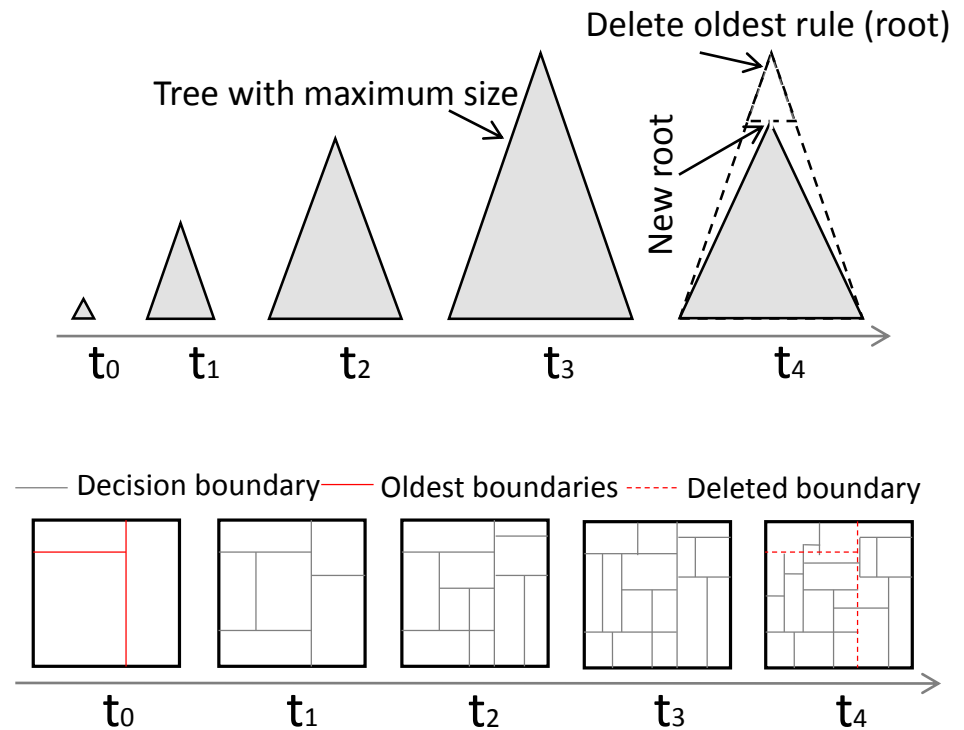 Delete oldest rule (root)
Tree with maximum size
New root
t0 t1 t2 t3 t4
Decision boundary Oldest boundaries Deleted boundary
t0 t1 t2 t3 t4